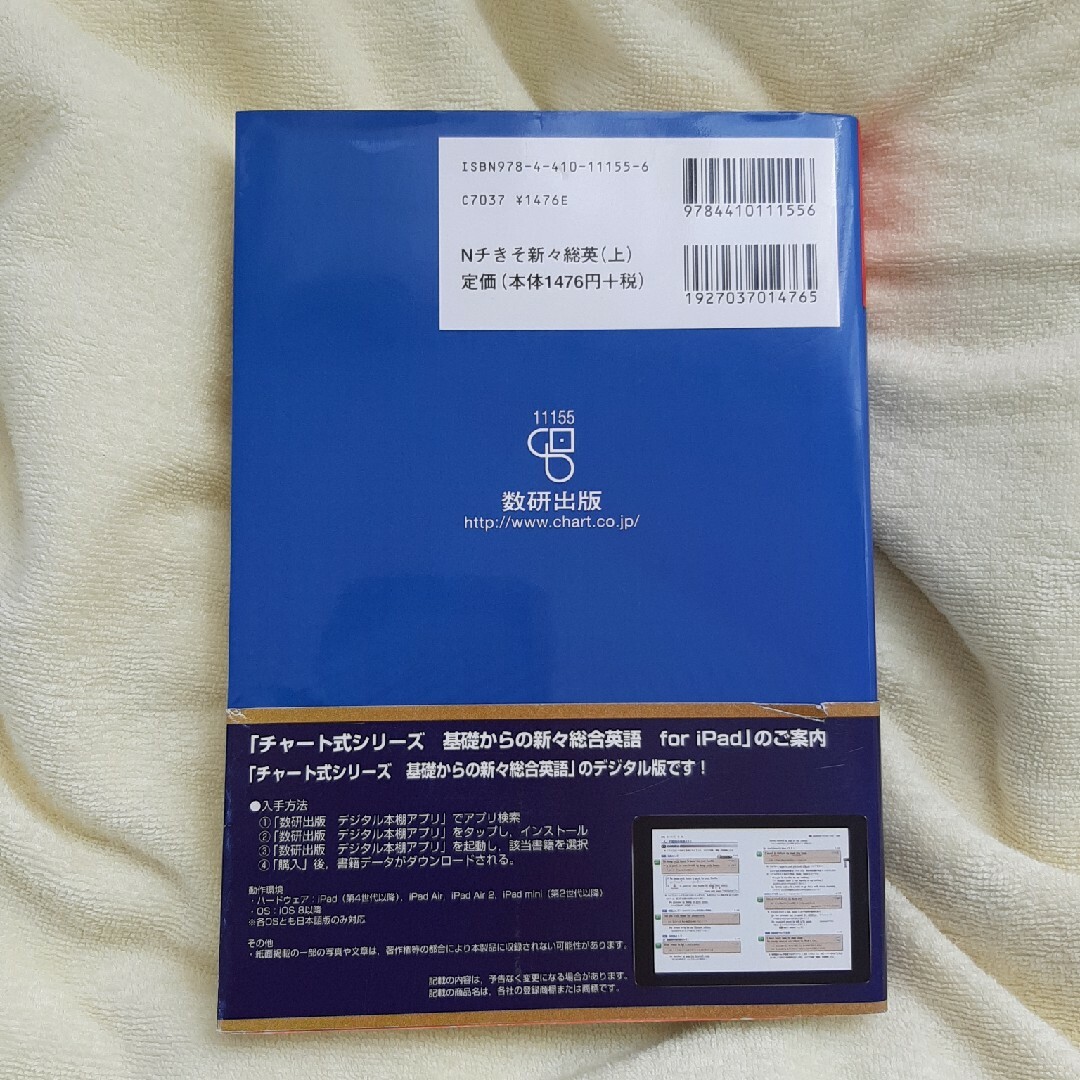 ISBN978-4-410-11155-6
C7037 ¥1476E
9784410111556
Nチきそ新々総英(上)
定価(本体1476円+税)
1927037014765
11155
数研出版
http://www.chart.co.jp/
「チャート式シリーズ 基礎からの新々総合英語 for iPad」のご案内
「チャート式シリーズ 基礎からの新々総合英語」のデジタル版です!
●入手方法
①「数研出版 デジタル本棚アプリ」でアプリ検索
②「数研出版 デジタル本棚アプリ」をタップし、インストール
③「数研出版 デジタル本棚アプリ」を起動し、該当書籍を選択
④「購入」後、書籍データがダウンロードされる。
動作環境
・ハードウェア:iPad(第4世代以降), iPad Air, iPad Air 2, iPad mini(第2世代以降)
・OS:iOS 8以降
※各OSとも日本語版のみ対応
その他
・紙面掲載の一部の写真や文章は、著作権等の都合により本製品に収録されない可能性があります。
記載の内容は、予告なく変更になる場合があります。
記載の商品名は、各社の登録商標または商標です。